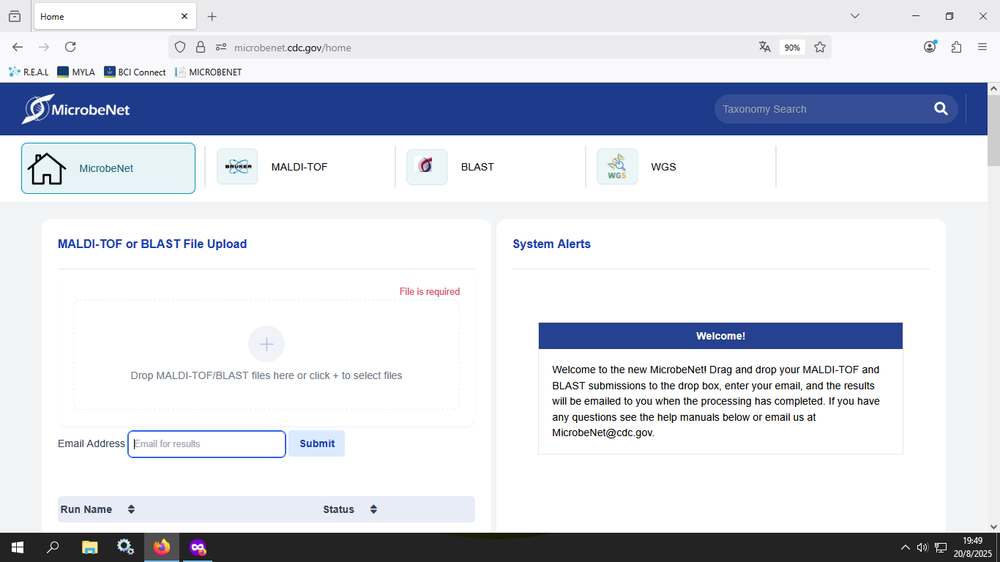 Home
microbenet.cdc.gov/home
90%
R.E.A.L MYLA BCI Connect MICROBENET
MicrobeNet
Taxonomy Search
MicrobeNet
BRUKER
MALDI-TOF
BLAST
WGS
WGS
MALDI-TOF or BLAST File Upload
File is required
Drop MALDI-TOF/BLAST files here or click + to select files
Email Address Email for results Submit
Run Name Status
System Alerts
Welcome!
Welcome to the new MicrobeNet! Drag and drop your MALDI-TOF and
BLAST submissions to the drop box, enter your email, and the results
will be emailed to you when the processing has completed. If you have
any questions see the help manuals below or email us at
MicrobeNet@cdc.gov.
19:49
20/8/2025